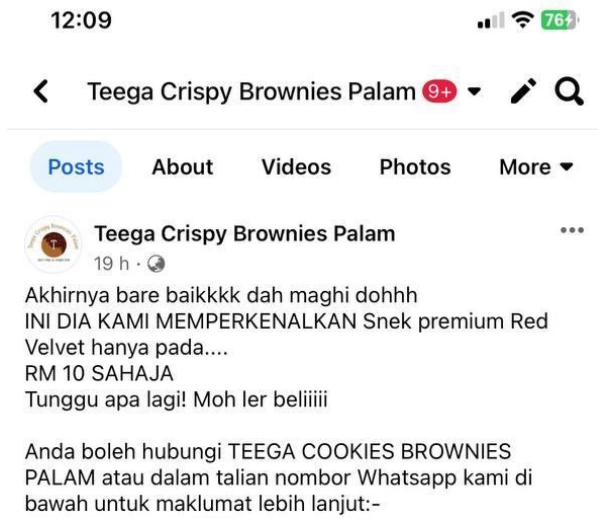 12:09
76
Teega Crispy Brownies Palam 9+
Posts About Videos Photos More
Teega Crispy Brownies Palam
19 h ·
Akhirnya bare baikkkk dah maghi dohhh
INI DIA KAMI MEMPERKENALKAN Snek premium Red
Velvet hanya pada....
RM 10 SAHAJA
Tunggu apa lagi! Moh ler beliiiii
Anda boleh hubungi TEEGA COOKIES BROWNIES
PALAM atau dalam talian nombor Whatsapp kami di
bawah untuk maklumat lebih lanjut:-